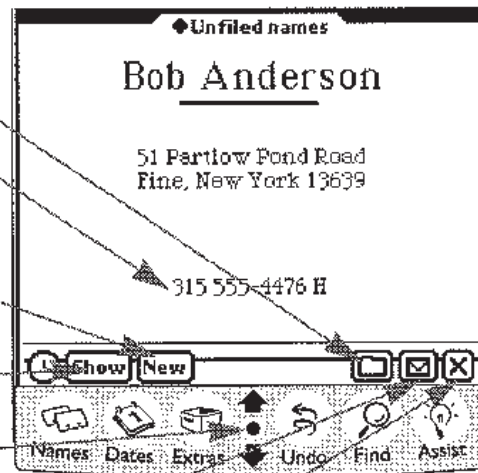 Unfiled names
Bob Anderson
51 Partlow Pond Road
Pine, New York 13639
315 555-4476 H
Show New
Names Dates Extras Undo Find Assist